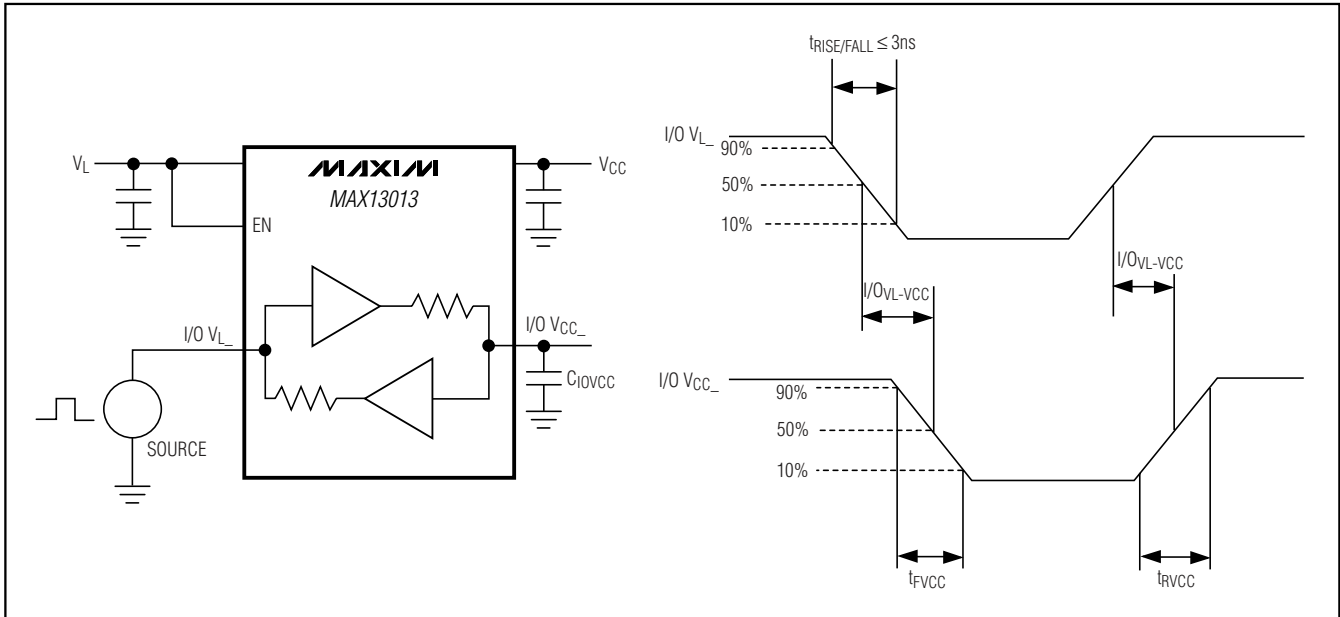 VL
VCC
MAXIM
MAX13013
EN
I/O VL_
I/O VCC_
CIOVCC
SOURCE
tRISE/FALL ≤ 3ns
I/O VL_
90%
50%
10%
I/OVL-VCC
I/OVL-VCC
I/O VCC_
90%
50%
10%
tFVCC
tRVCC